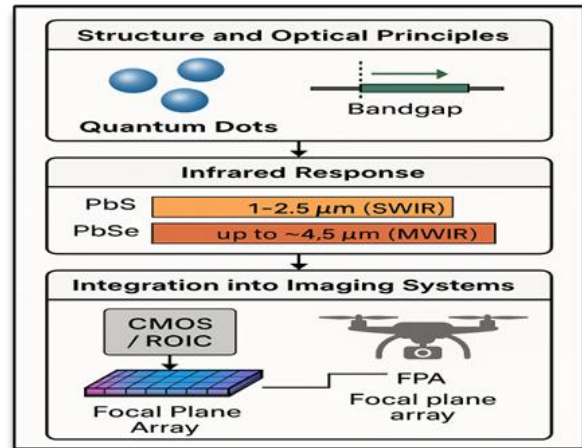 Structure and Optical Principles
Quantum Dots
Bandgap
Infrared Response
PbS
1–2.5 μm (SWIR)
PbSe
up to ~4,5 μm (MWIR)
Integration into Imaging Systems
CMOS
/ ROIC
Focal Plane
Array
FPA
Focal plane
array